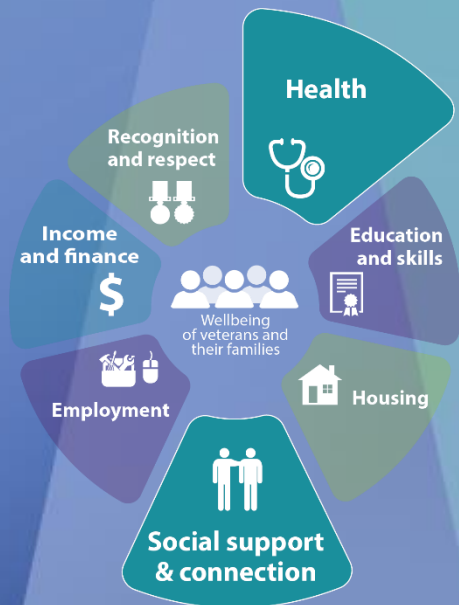 Health
Recognition
and respect
Income
and finance
$
Education
and skills
Wellbeing
of veterans and
their families
Employment
Housing
Social support
& connection